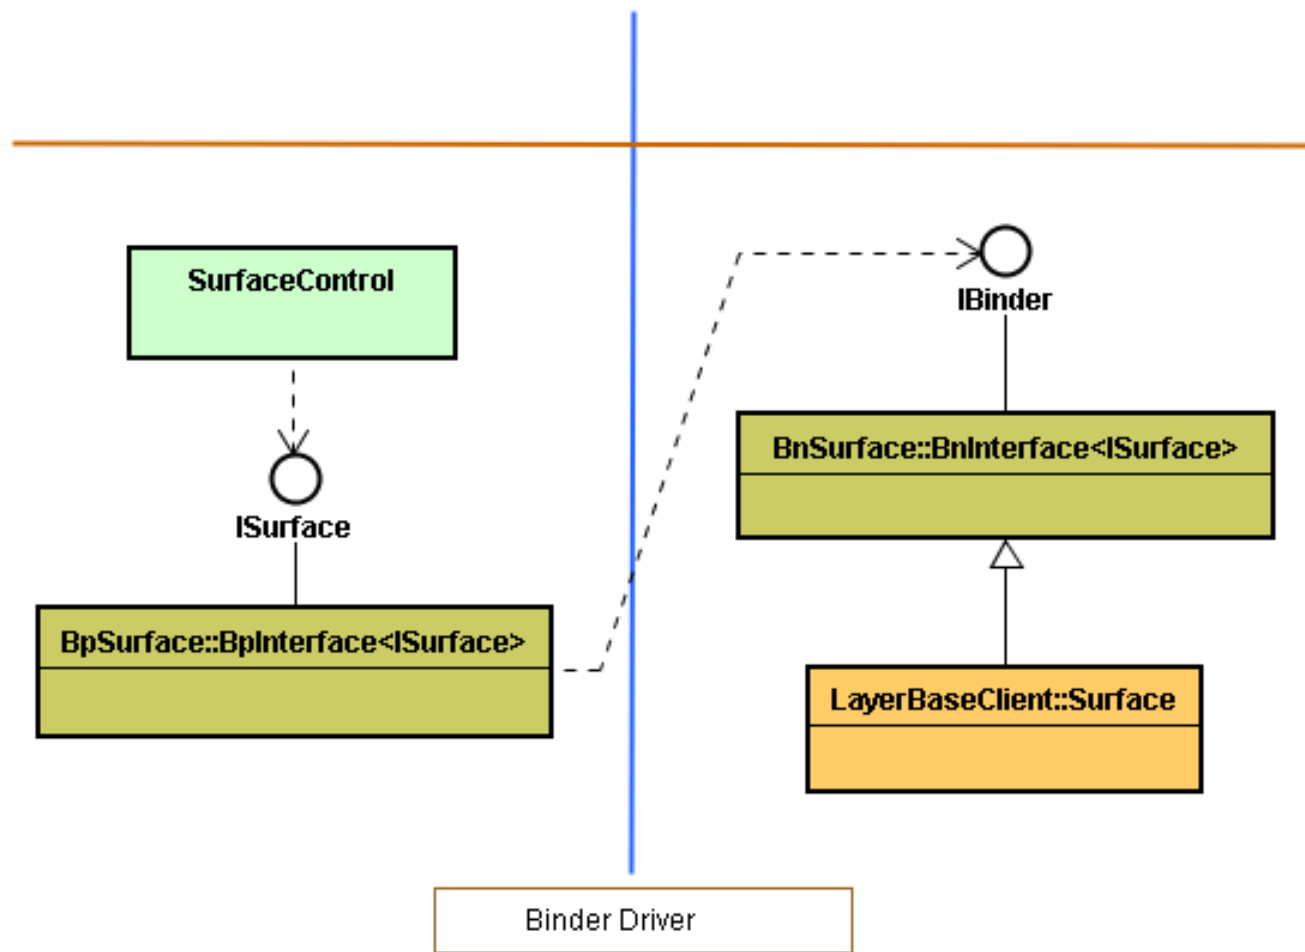 SurfaceControl
ISurface
BpSurface::BpInterface<ISurface>
IBinder
BnSurface::BnInterface<ISurface>
LayerBaseClient::Surface
Binder Driver